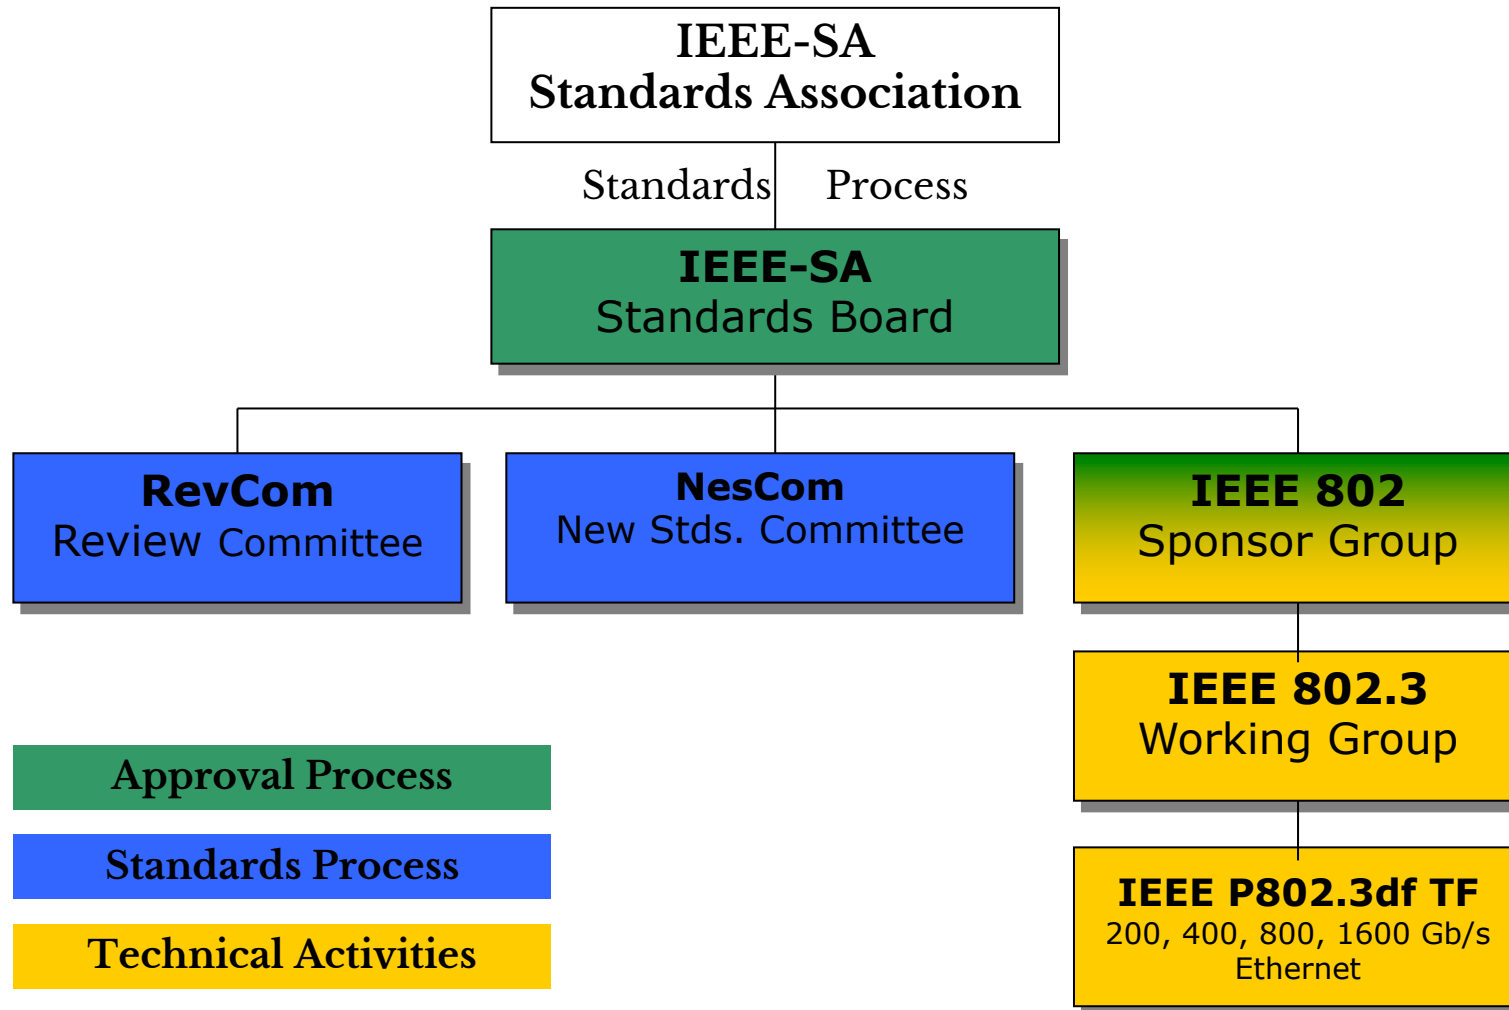 IEEE-SA
Standards Association
Standards Process
IEEE-SA
Standards Board
RevCom
Review Committee
NesCom
New Stds. Committee
IEEE 802
Sponsor Group
IEEE 802.3
Working Group
IEEE P802.3df TF
200, 400, 800, 1600 Gb/s
Ethernet
Approval Process
Standards Process
Technical Activities